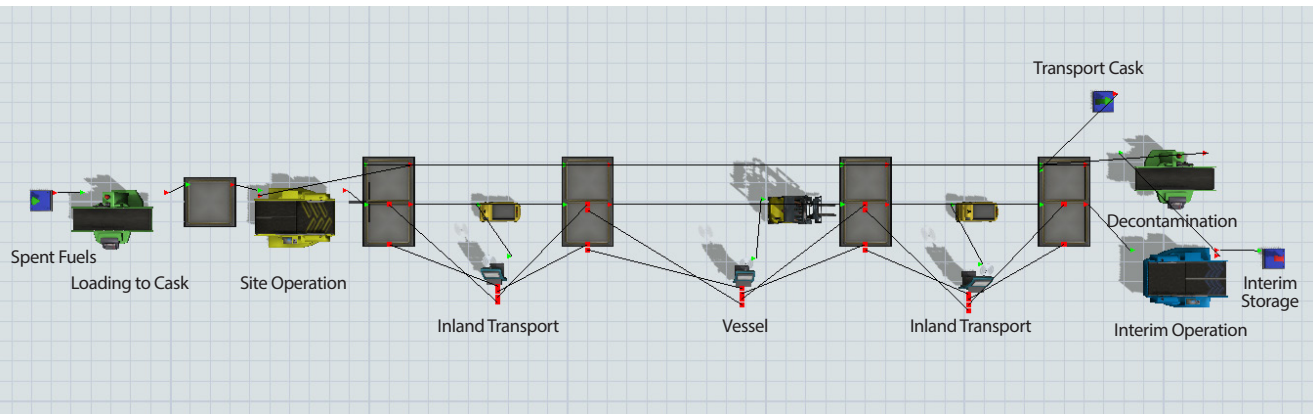 Transport Cask
Spent Fuels
Loading to Cask
Site Operation
Inland Transport
Vessel
Inland Transport
Decontamination
Interim Operation
Interim
Storage